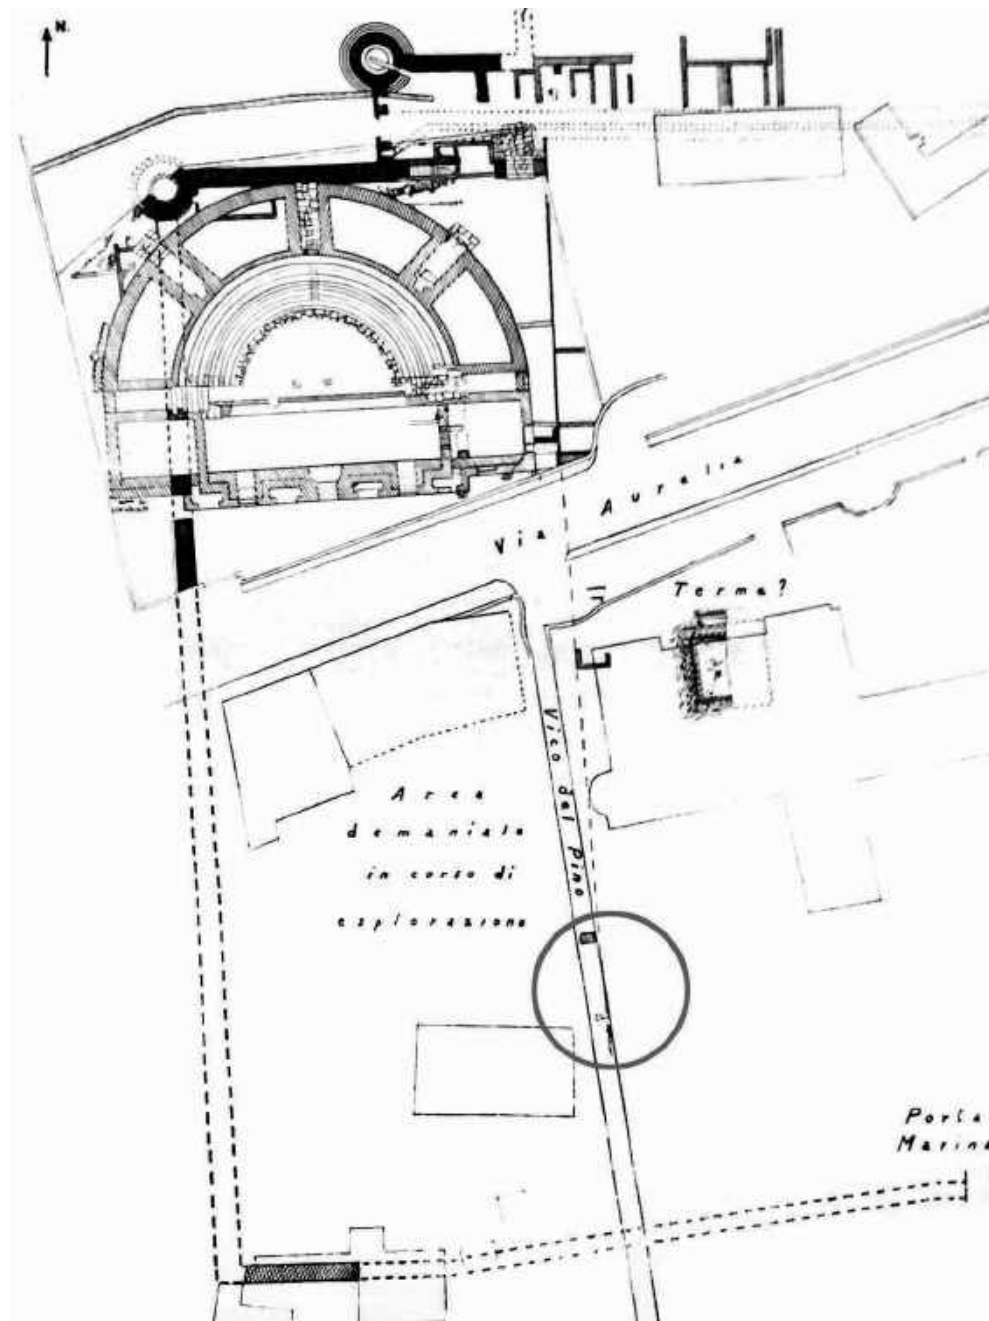 N.
Via Aurelia
Terme?
Vico del Pino
Area
demaniale
in corso di
esplorazione
Porta
Marina